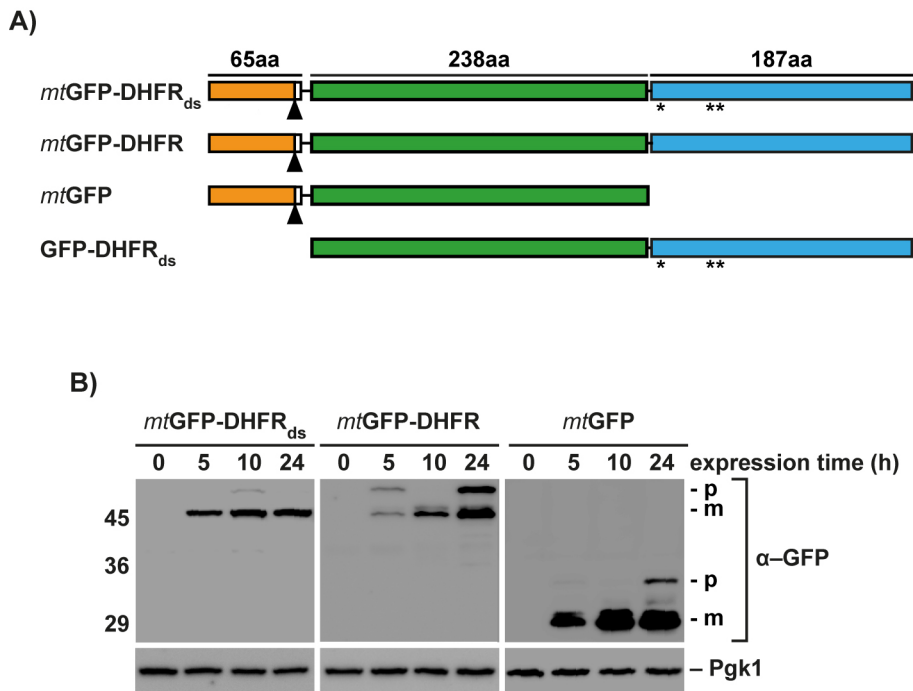 A)
65aa 238aa 187aa
mtGFP-DHFRds
* **
mtGFP-DHFR
mtGFP
GFP-DHFRds
* **
B)
mtGFP-DHFRds mtGFP-DHFR mtGFP
0 5 10 24 0 5 10 24 0 5 10 24 expression time (h)
- p
45 - m
36 α–GFP
- p
29 - m
– Pgk1